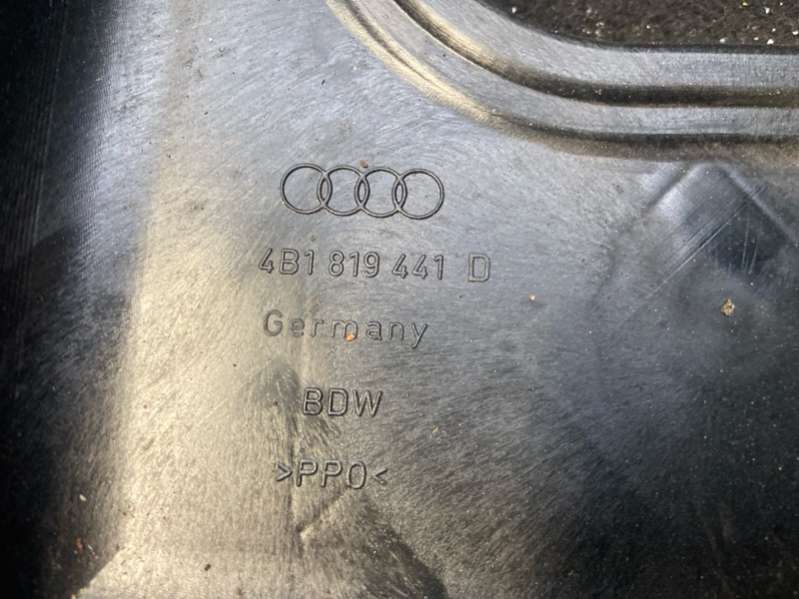 4B1 819 441 D
Germany
BDW
>PPO<